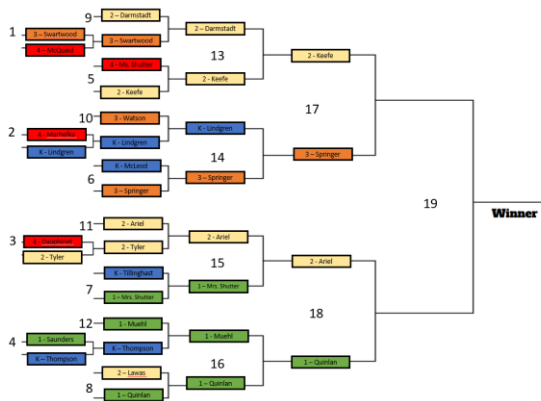 9
2 – Darmstadt
2 – Darmstadt
1
3 – Swartwood
3 – Swartwood
4 – McQuaid
13
2 - Keefe
4 – Ms. Shutter
5
2 - Keefe
2 - Keefe
17
10
3 - Watson
2
K - Lindgren
K - Lindgren
K - Lindgren
14
3 – Springer
K - McLeod
6
3 – Springer
3 – Springer
19
Winner
11
2 - Ariel
2 - Ariel
3
2 - Tyler
2 - Tyler
15
2 - Ariel
K - Tillinghast
7
1 – Mrs. Shutter
1 – Mrs. Shutter
18
12
1 - Muehl
1 - Muehl
4
1 - Saunders
K – Thompson
K – Thompson
16
1 – Quinlan
2 – Lawas
8
1 – Quinlan
1 – Quinlan